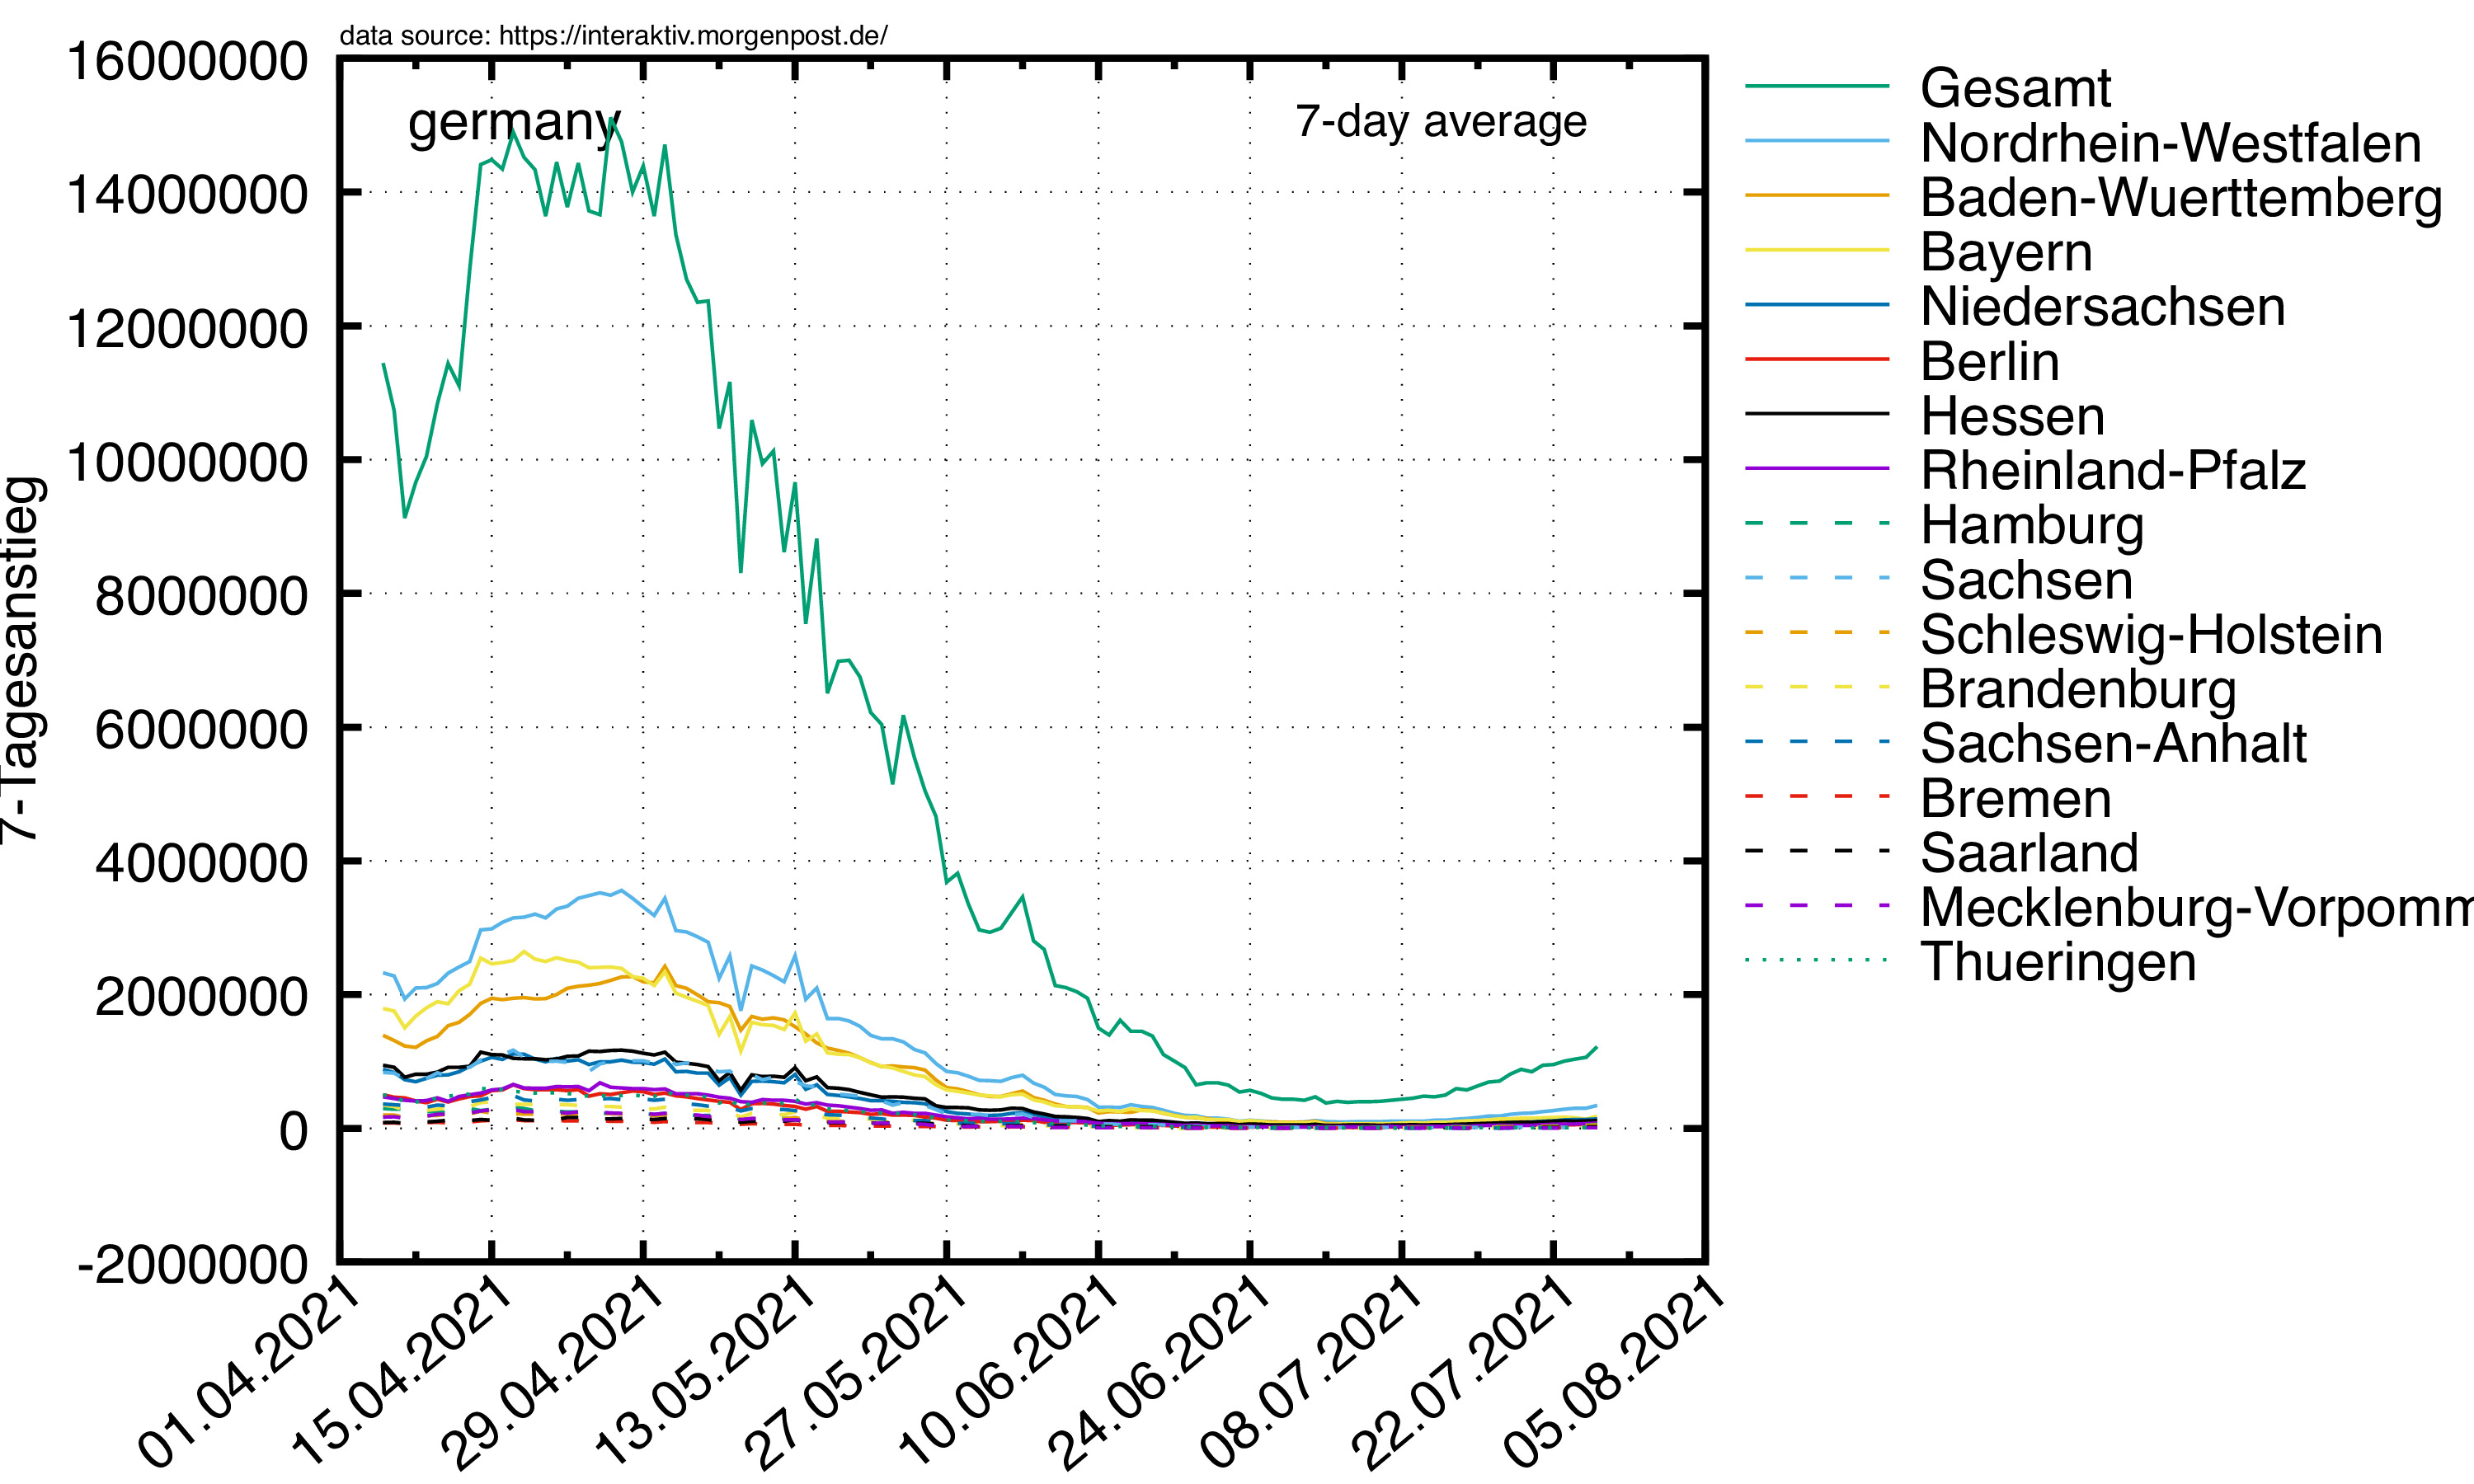 data source: https://interaktiv.morgenpost.de/
germany
7-day average
7-Tagesanstieg
16000000
14000000
12000000
10000000
8000000
6000000
4000000
2000000
0
-2000000
01.04.2021
15.04.2021
29.04.2021
13.05.2021
27.05.2021
10.06.2021
24.06.2021
08.07.2021
22.07.2021
05.08.2021
Gesamt
Nordrhein-Westfalen
Baden-Wuerttemberg
Bayern
Niedersachsen
Berlin
Hessen
Rheinland-Pfalz
Hamburg
Sachsen
Schleswig-Holstein
Brandenburg
Sachsen-Anhalt
Bremen
Saarland
Mecklenburg-Vorpomm
Thueringen